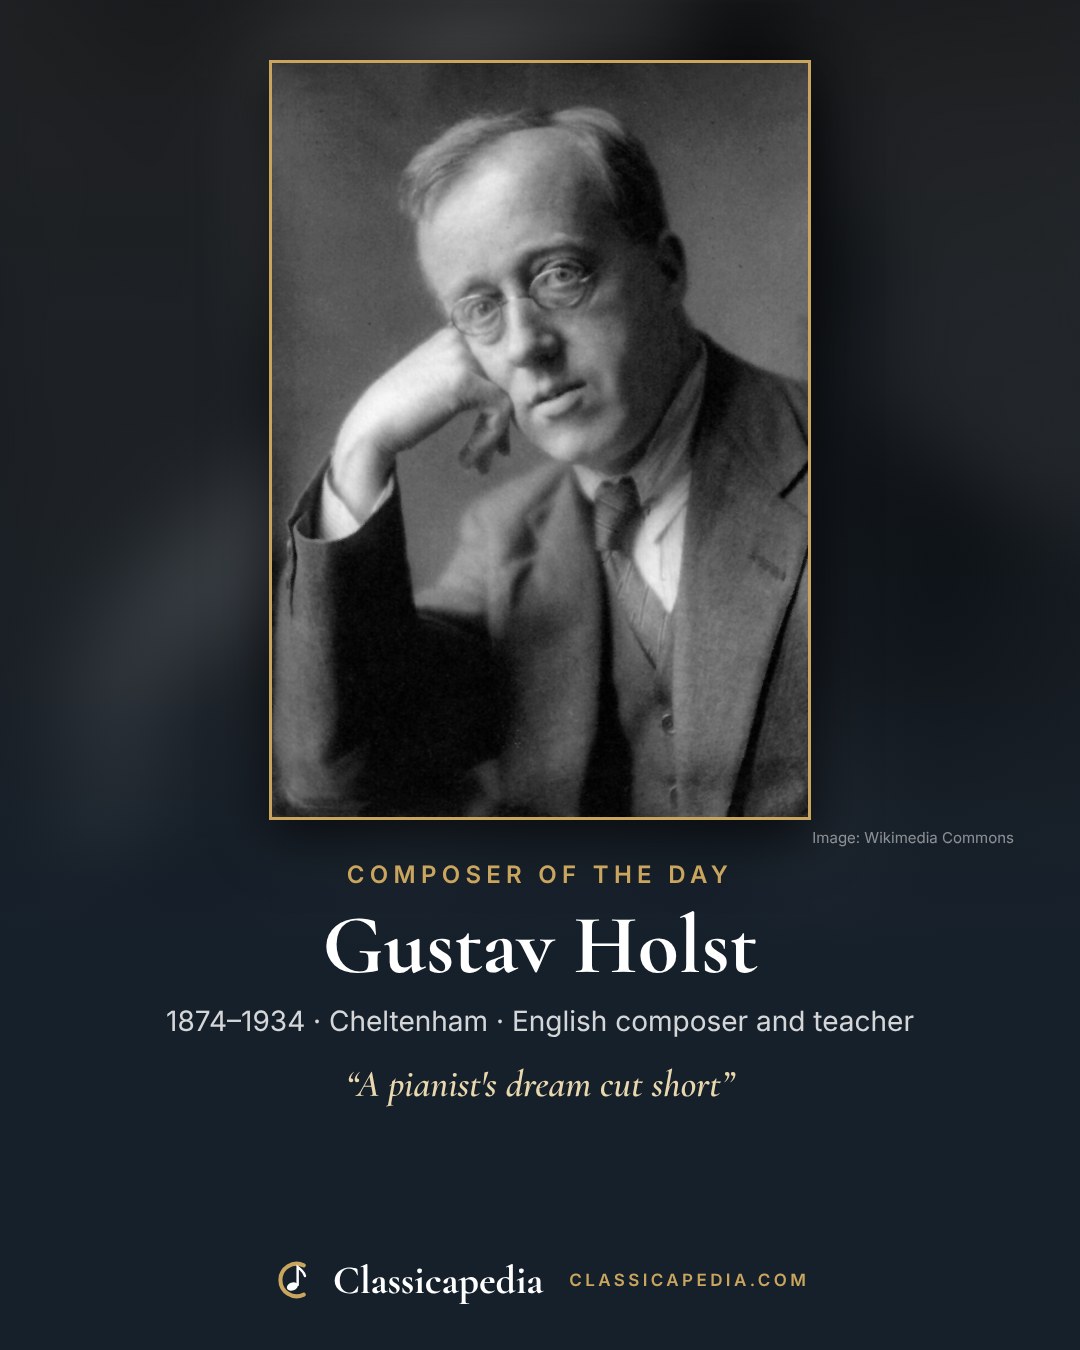 Image: Wikimedia Commons
COMPOSER OF THE DAY
Gustav Holst
1874–1934 · Cheltenham · English composer and teacher
“A pianist's dream cut short”
Classicapedia CLASSICAPEDIA.COM